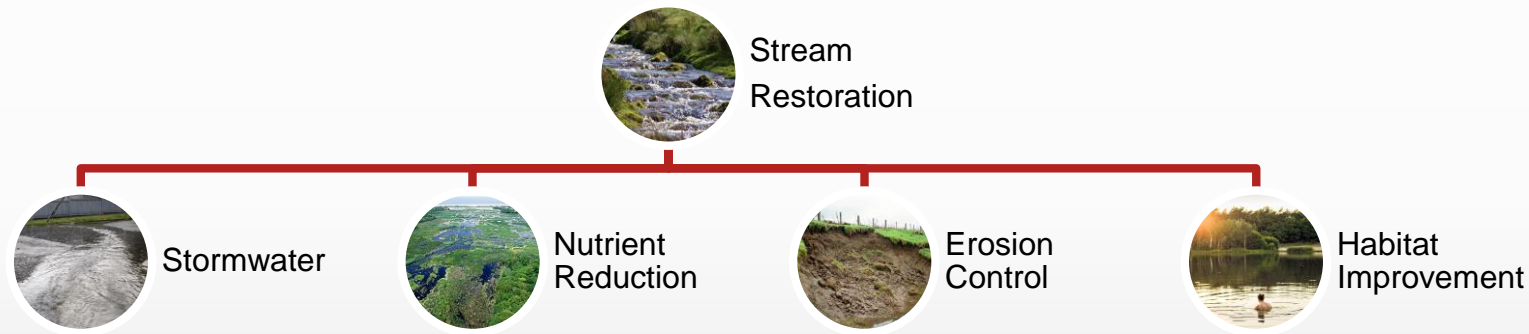 Stream
Restoration
Stormwater
Nutrient
Reduction
Erosion
Control
Habitat
Improvement